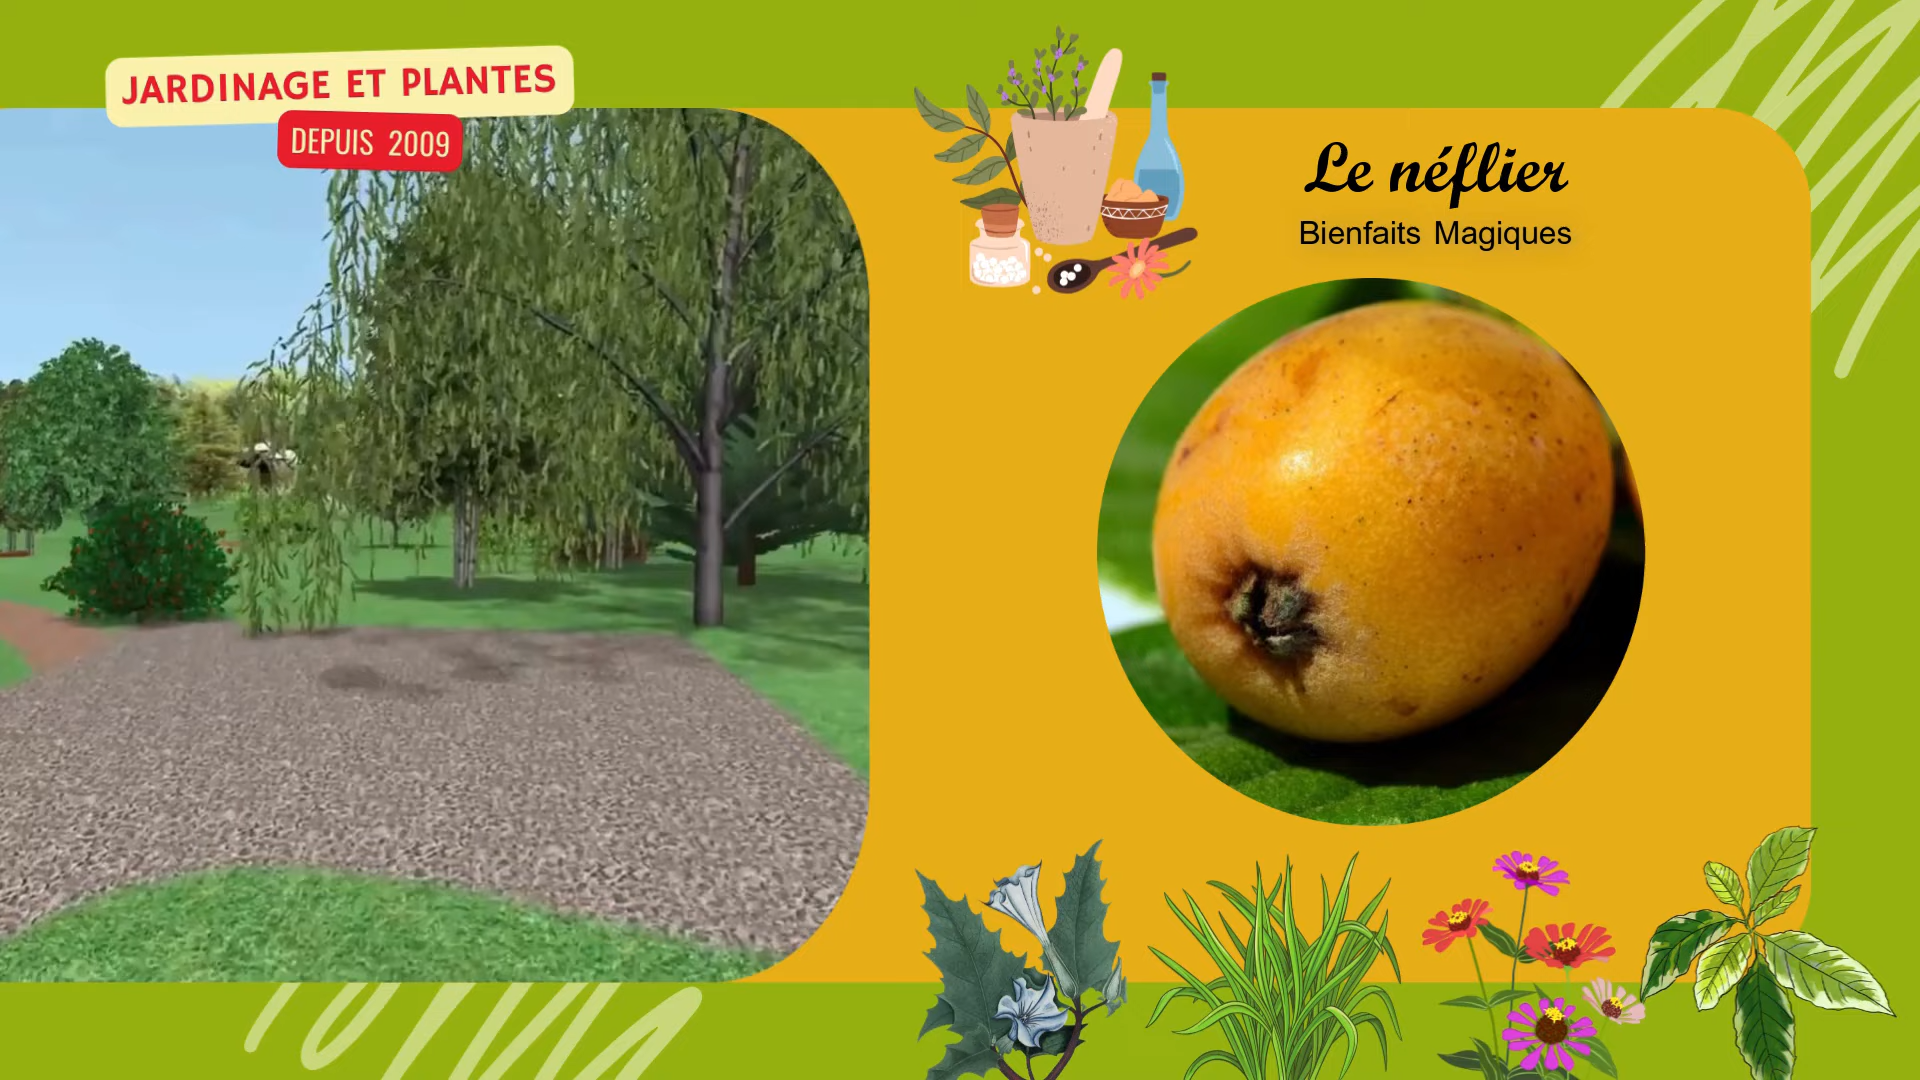 JARDINAGE ET PLANTES
DEPUIS 2009
Le néflier
Bienfaits Magiques